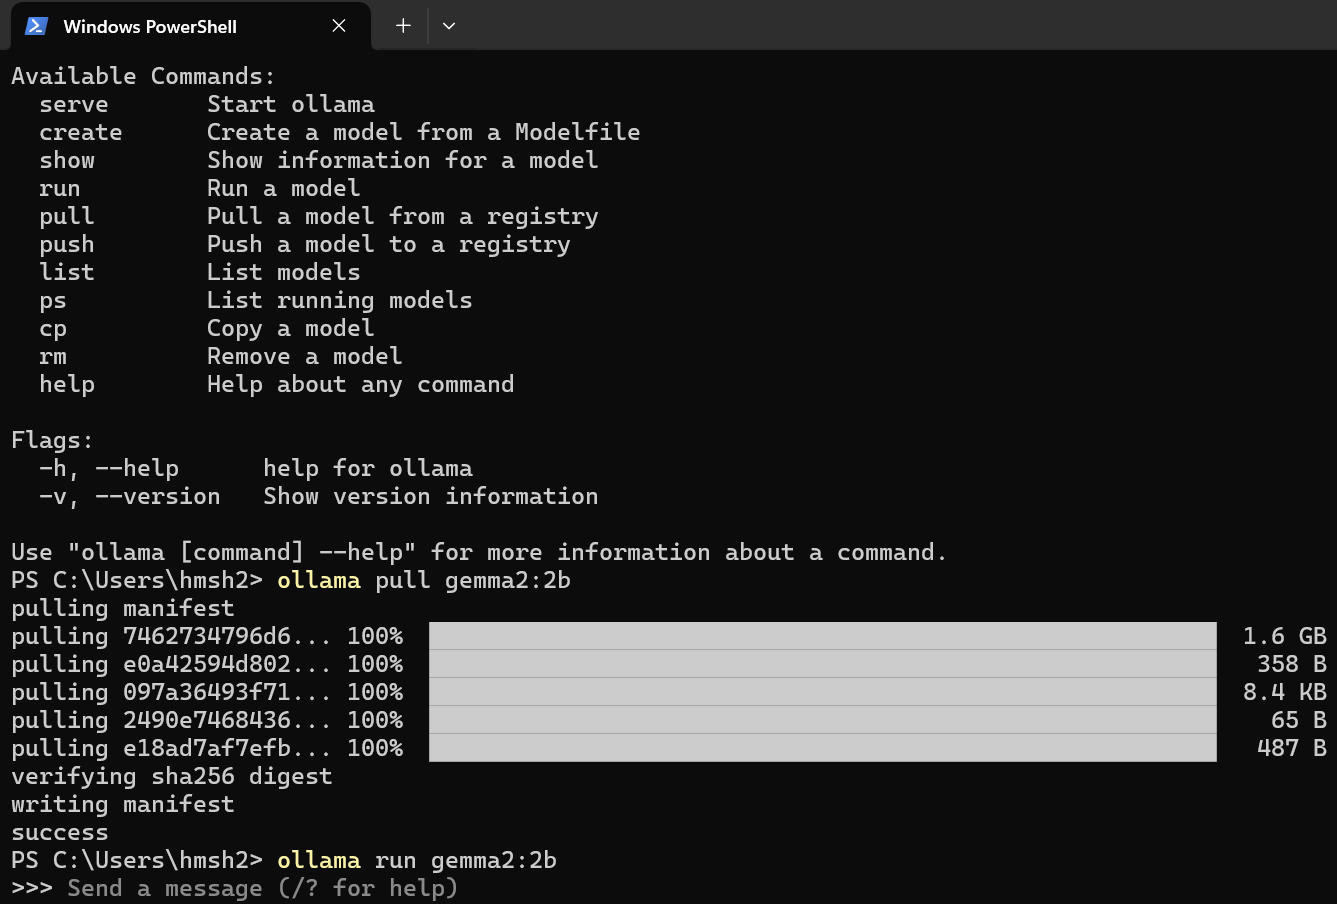 Windows PowerShell
Available Commands:
  serve       Start ollama
  create      Create a model from a Modelfile
  show        Show information for a model
  run         Run a model
  pull        Pull a model from a registry
  push        Push a model to a registry
  list        List models
  ps          List running models
  cp          Copy a model
  rm          Remove a model
  help        Help about any command

Flags:
  -h, --help      help for ollama
  -v, --version   Show version information

Use "ollama [command] --help" for more information about a command.
PS C:\Users\hmsh2> ollama pull gemma2:2b
pulling manifest
pulling 7462734796d6... 100% 1.6 GB
pulling e0a42594d802... 100% 358 B
pulling 097a36493f71... 100% 8.4 KB
pulling 2490e7468436... 100% 65 B
pulling e18ad7af7efb... 100% 487 B
verifying sha256 digest
writing manifest
success
PS C:\Users\hmsh2> ollama run gemma2:2b
>>> Send a message (/? for help)